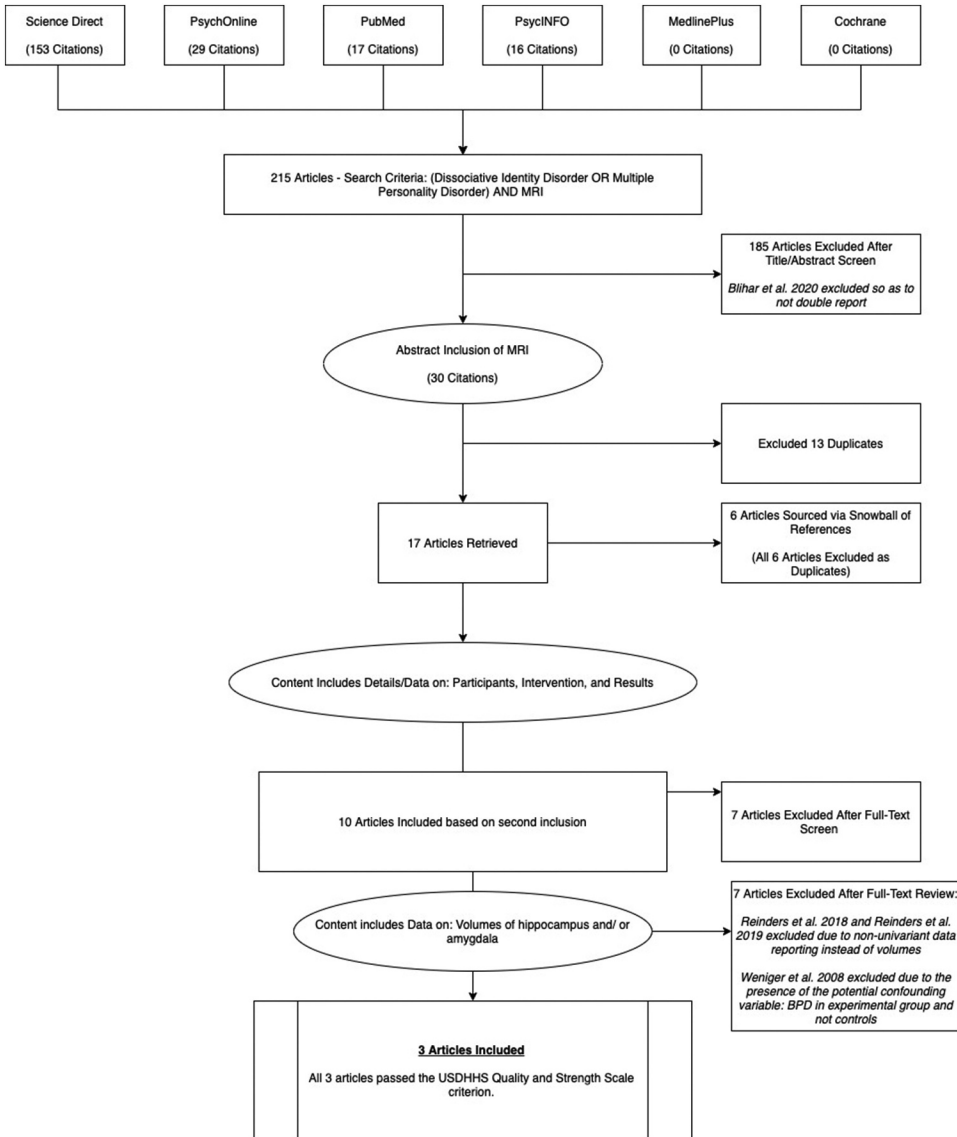 Science Direct
(153 Citations)
PsychOnline
(29 Citations)
PubMed
(17 Citations)
PsycINFO
(16 Citations)
MedlinePlus
(0 Citations)
Cochrane
(0 Citations)
215 Articles - Search Criteria: (Dissociative Identity Disorder OR Multiple
Personality Disorder) AND MRI
185 Articles Excluded After
Title/Abstract Screen
Blihar et al. 2020 excluded so as to
not double report
Abstract Inclusion of MRI
(30 Citations)
Excluded 13 Duplicates
17 Articles Retrieved
6 Articles Sourced via Snowball of
References
(All 6 Articles Excluded as
Duplicates)
Content Includes Details/Data on: Participants, Intervention, and Results
10 Articles Included based on second inclusion
7 Articles Excluded After Full-Text
Screen
Content includes Data on: Volumes of hippocampus and/ or
amygdala
7 Articles Excluded After Full-Text Review:
Reinders et al. 2018 and Reinders et al.
2019 excluded due to non-univariant data
reporting instead of volumes
Weniger et al. 2008 excluded due to the
presence of the potential confounding
variable: BPD in experimental group and
not controls
3 Articles Included
All 3 articles passed the USDHHS Quality and Strength Scale
criterion.